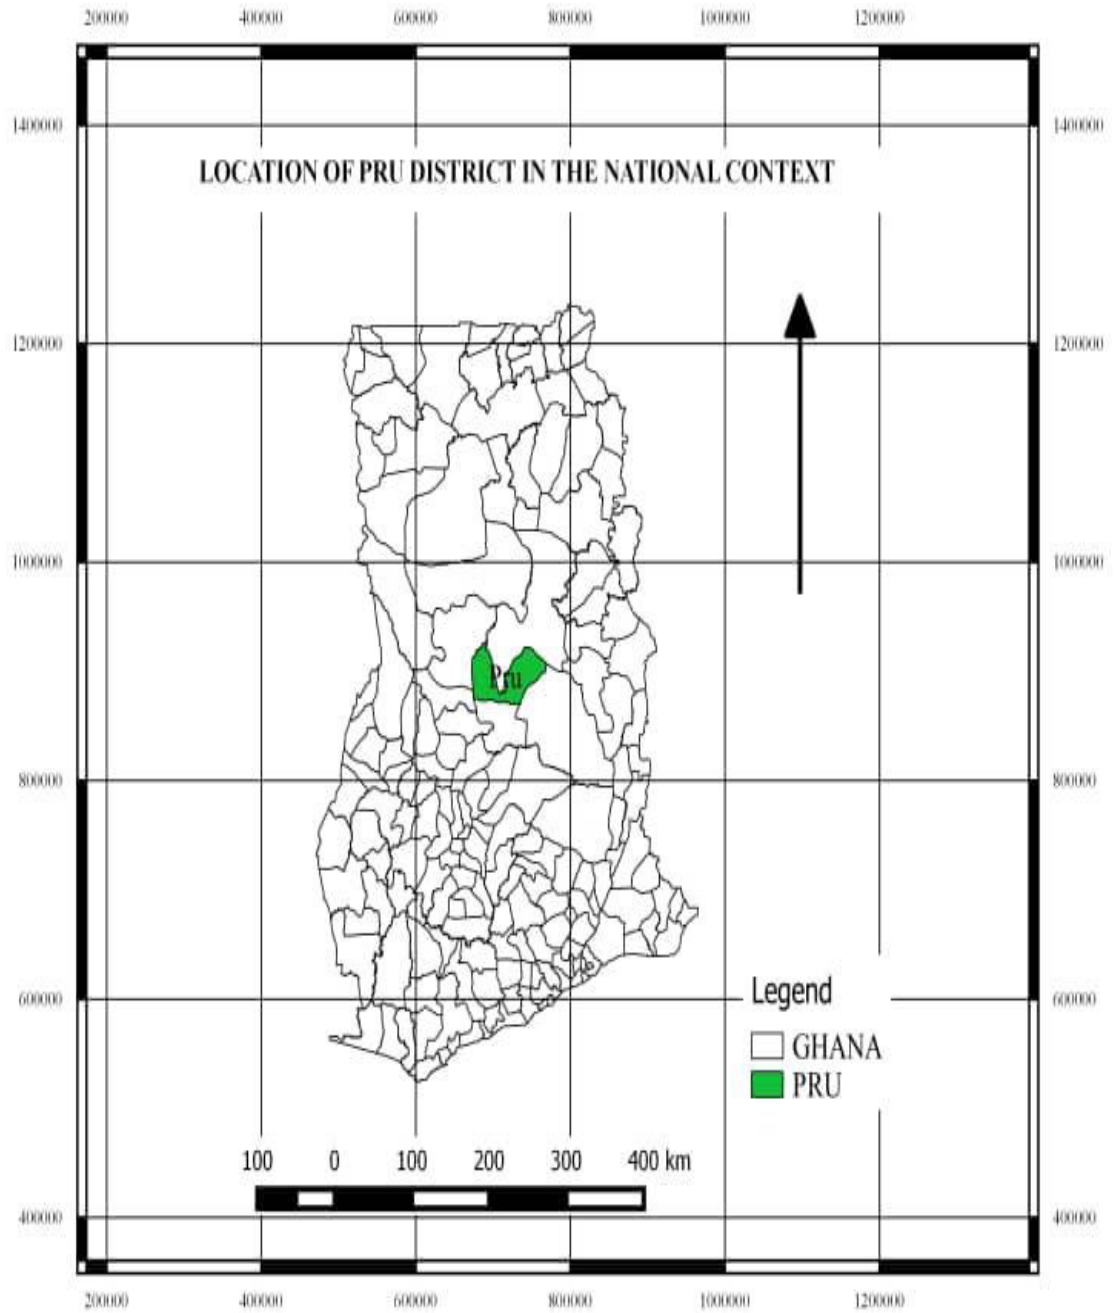 200000 400000 600000 800000 1000000 1200000
1400000 1400000
LOCATION OF PRU DISTRICT IN THE NATIONAL CONTEXT
1200000 1200000
1000000 1000000
Pru
800000 800000
600000 600000
Legend
GHANA
PRU
100 0 100 200 300 400 km
400000 400000
200000 400000 600000 800000 1000000 1200000